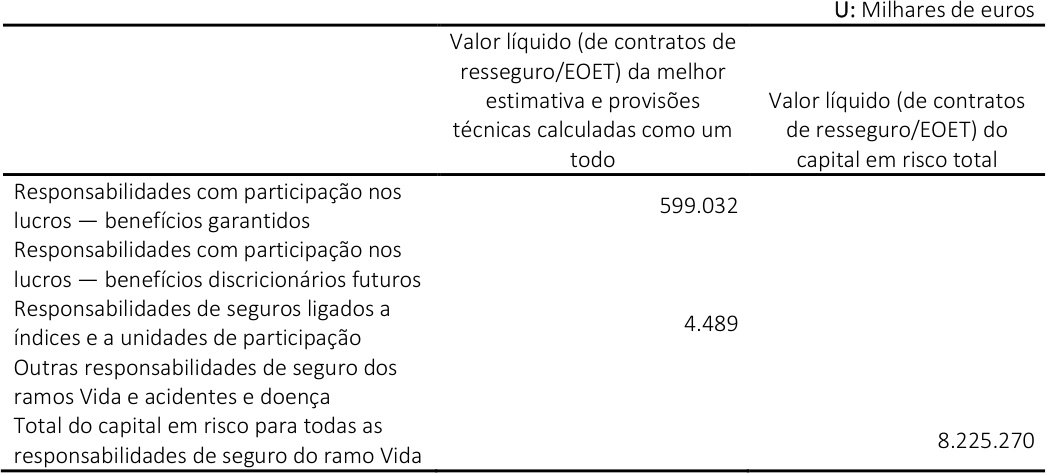 U: Milhares de euros
Valor líquido (de contratos de
resseguro/EOET) da melhor
estimativa e provisões
técnicas calculadas como um
todo
Valor líquido (de contratos
de resseguro/EOET) do
capital em risco total
Responsabilidades com participação nos
lucros — benefícios garantidos
599.032
Responsabilidades com participação nos
lucros — benefícios discricionários futuros
Responsabilidades de seguros ligados a
índices e a unidades de participação
4.489
Outras responsabilidades de seguro dos
ramos Vida e acidentes e doença
Total do capital em risco para todas as
responsabilidades de seguro do ramo Vida
8.225.270